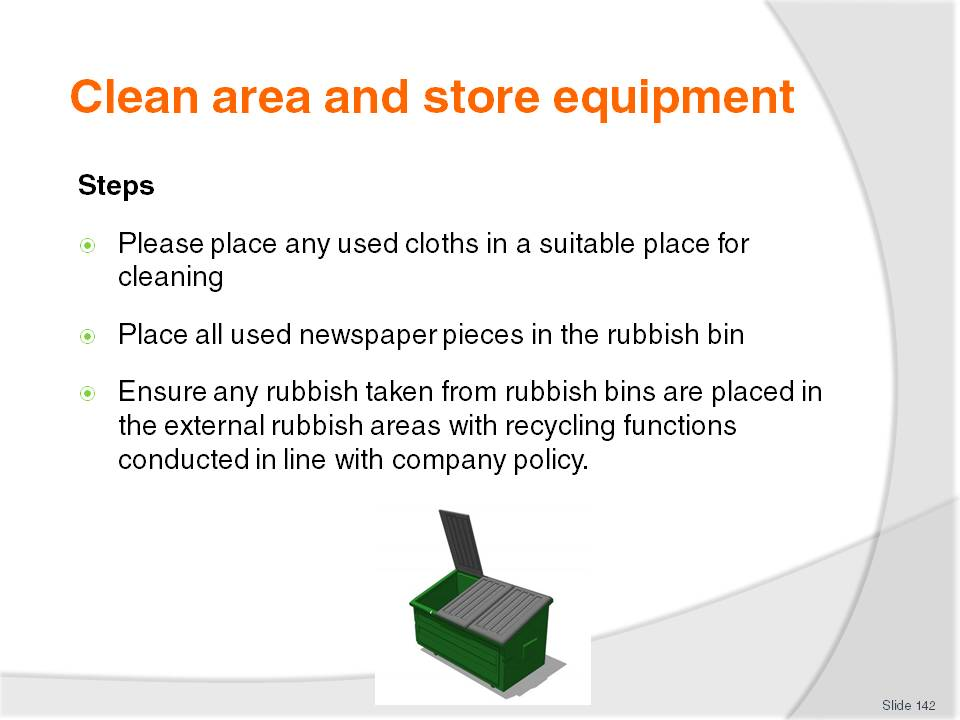 Clean area and store equipment
Steps
Please place any used cloths in a suitable place for
cleaning
Place all used newspaper pieces in the rubbish bin
Ensure any rubbish taken from rubbish bins are placed in
the external rubbish areas with recycling functions
conducted in line with company policy.
Slide 142